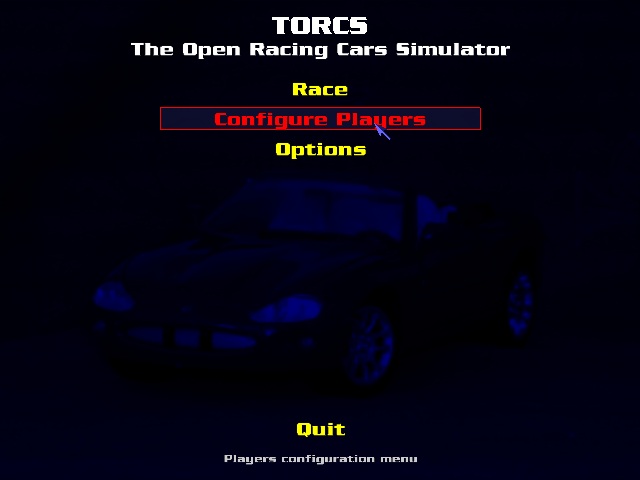 TORCS
The Open Racing Cars Simulator
Race
Configure Players
Options
Quit
Players configuration menu